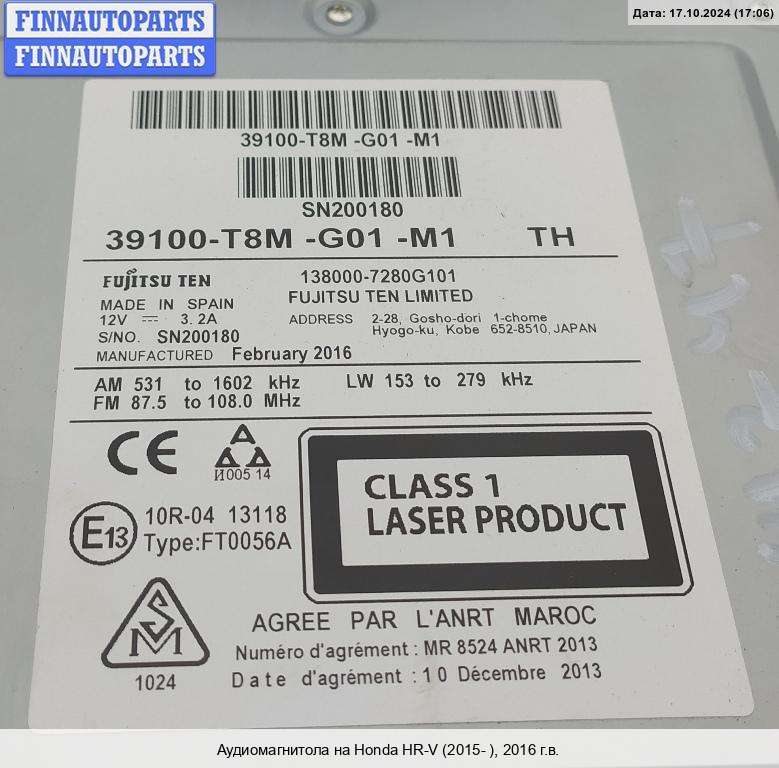 FINNAUTOPARTS
FINNAUTOPARTS
Дата: 17.10.2024 (17:06)
39100-T8M -G01 -M1
SN200180
39100-T8M -G01 -M1 TH
FUJITSU TEN 138000-7280G101
MADE IN SPAIN FUJITSU TEN LIMITED
12V 3.2A ADDRESS 2-28, Gosho-dori 1-chome
Hyogo-ku, Kobe 652-8510, JAPAN
S/NO. SN200180
MANUFACTURED February 2016
AM 531 to 1602 kHz LW 153 to 279 kHz
FM 87.5 to 108.0 MHz
CE
И005 14
CLASS 1
LASER PRODUCT
E13
10R-04 13118
Type:FT0056A
SM
1024
AGREE PAR L'ANRT MAROC
Numéro d'agrément : MR 8524 ANRT 2013
Date d'agrément : 10 Décembre 2013
Аудиомагнитола на Honda HR-V (2015- ), 2016 г.в.